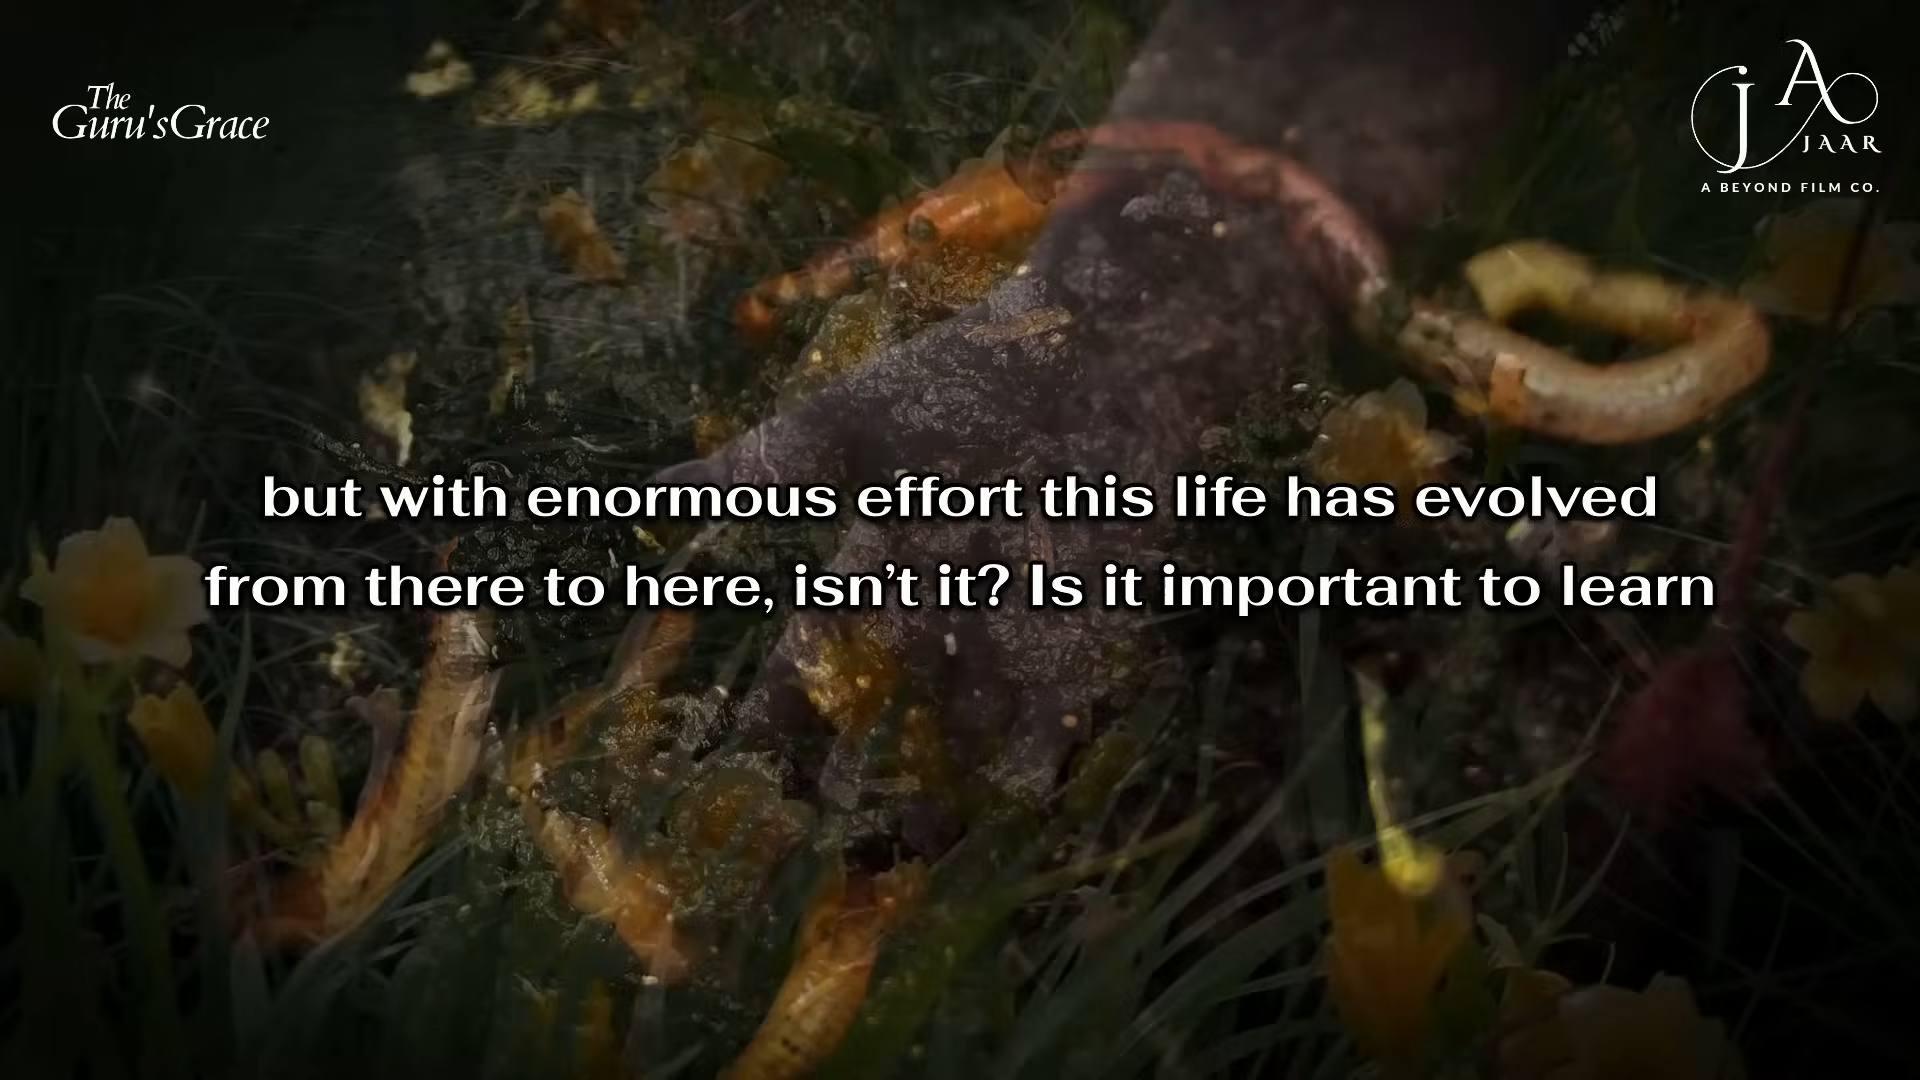 The
Guru'sGrace
JA
JAAR
A BEYOND FILM CO.
but with enormous effort this life has evolved
from there to here, isn’t it? Is it important to learn